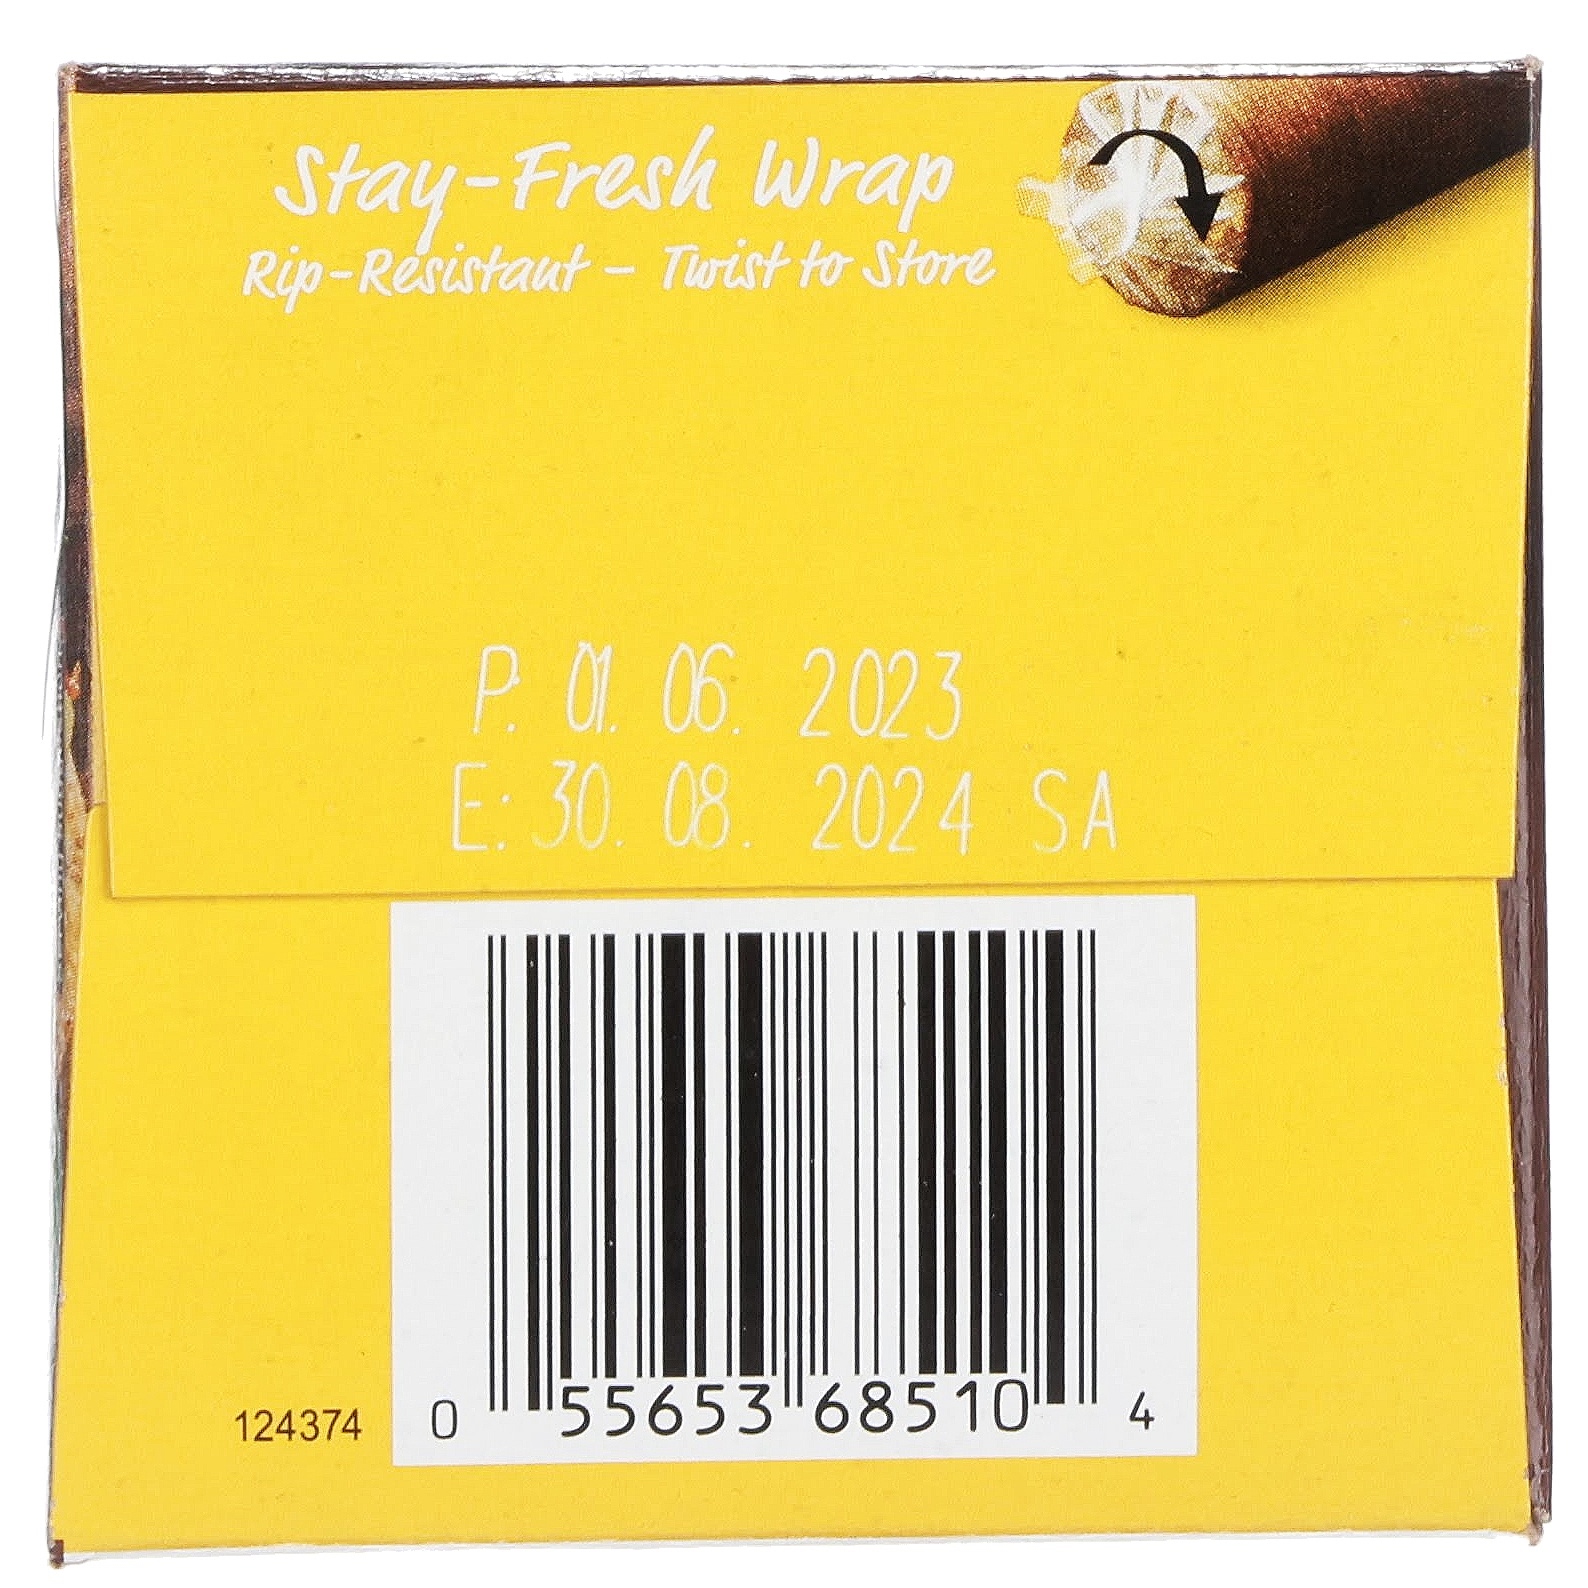 Stay-Fresh Wrap
Rip-Resistant – Twist to Store
P: 01. 06. 2023
E: 30. 08. 2024 SA
124374
0 55653 68510 4